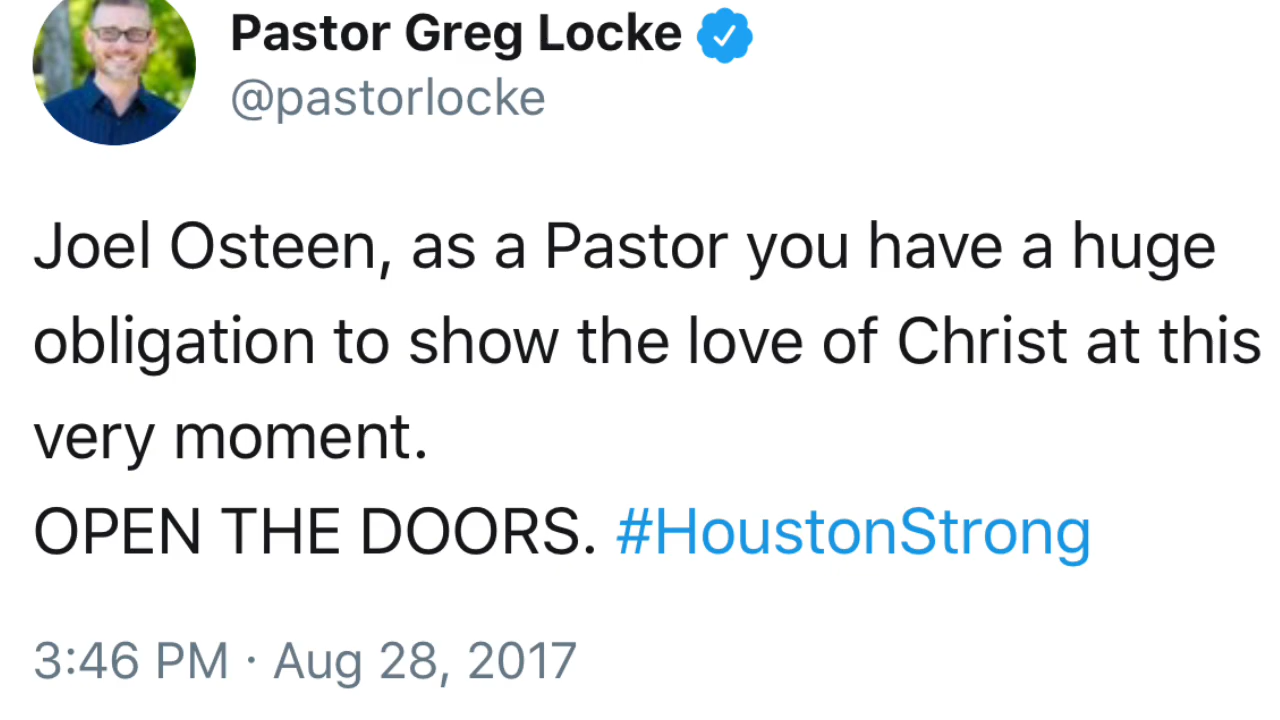 Pastor Greg Locke
@pastorlocke
Joel Osteen, as a Pastor you have a huge
obligation to show the love of Christ at this
very moment.
OPEN THE DOORS. #HoustonStrong
3:46 PM · Aug 28, 2017